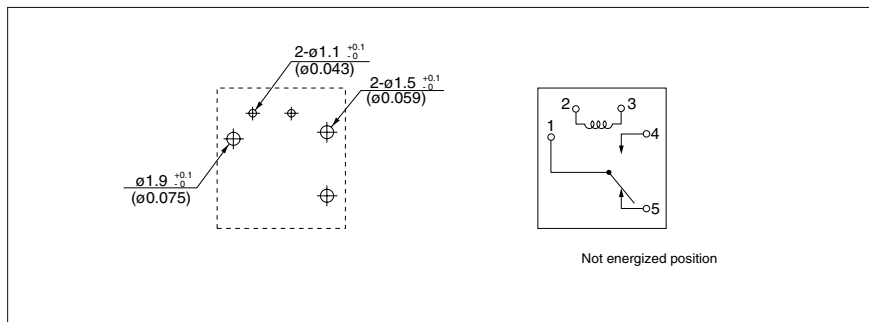 2-ø1.1 +0.1 -0
(ø0.043)
2-ø1.5 +0.1 -0
(ø0.059)
ø1.9 +0.1 -0
(ø0.075)
2 3
1
4
5
Not energized position